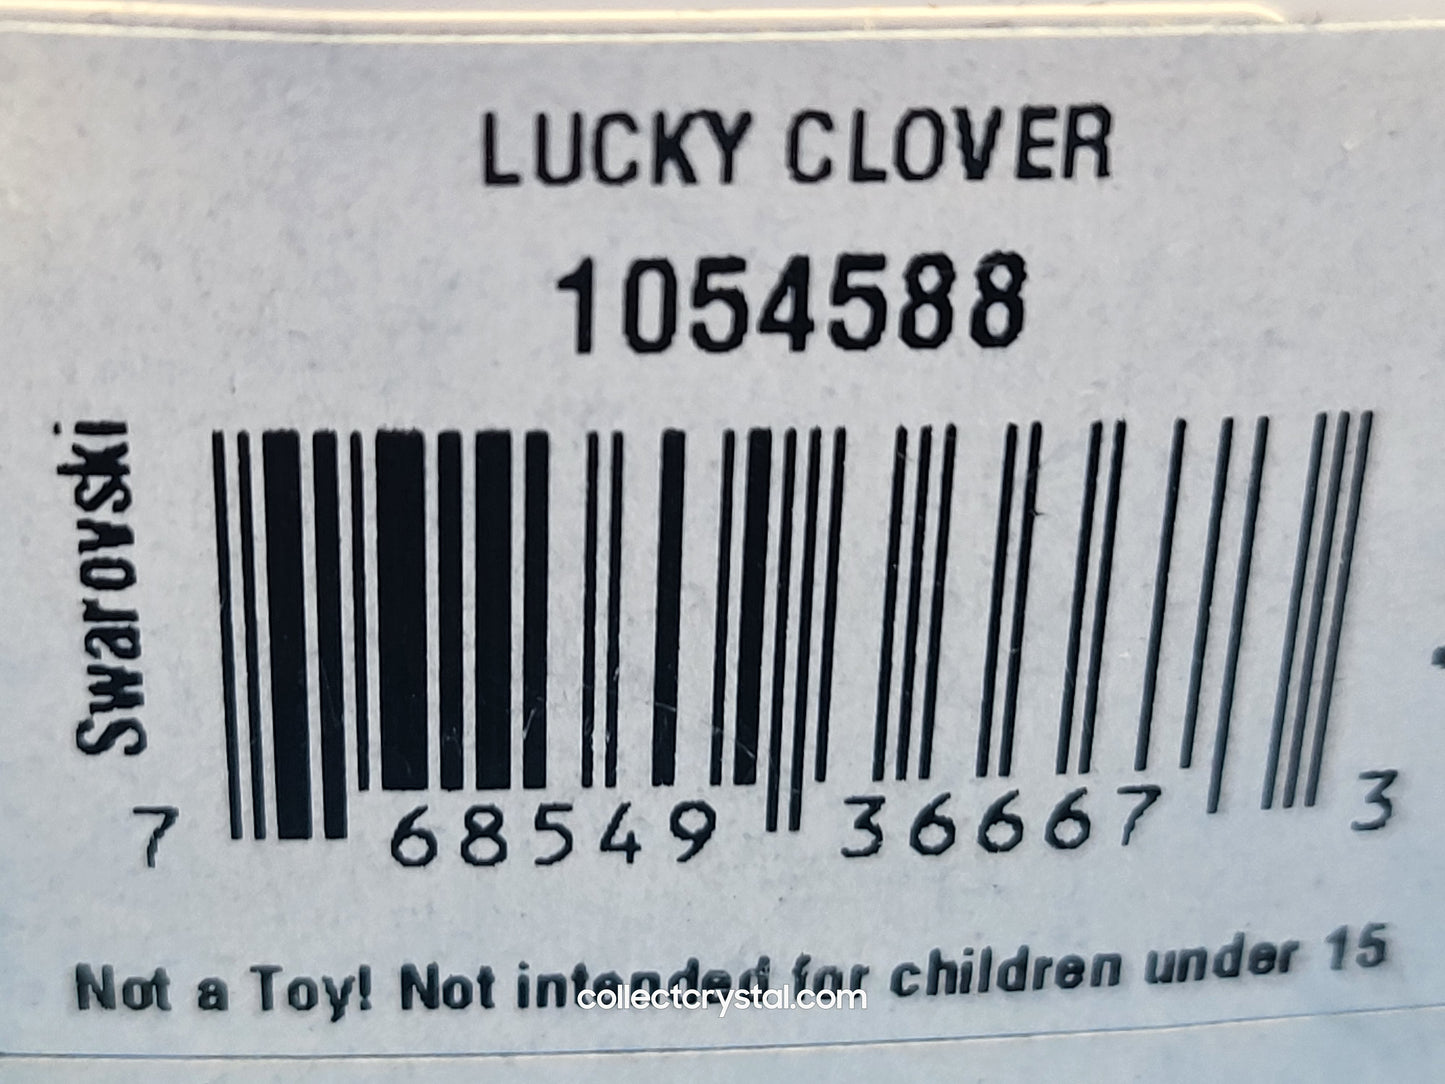 LUCKY CLOVER
1054588
Swarovski
7 68549 36667 3
Not a Toy! Not intended for children under 15
collectcrystal.com